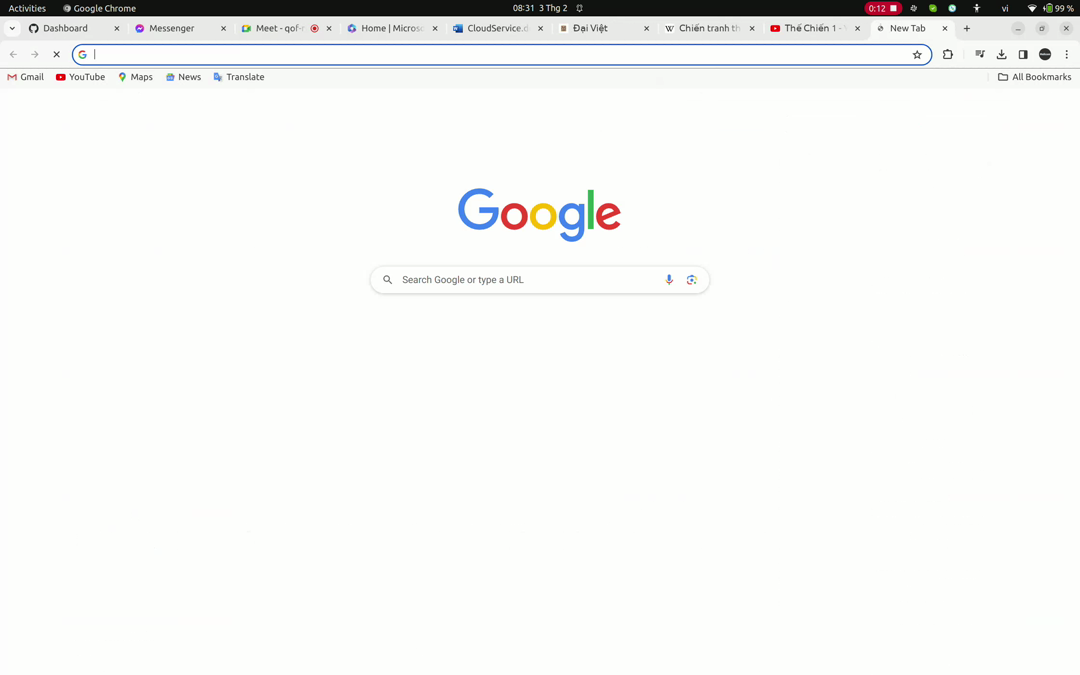 Activities Google Chrome 08:31 3 Thg 2 0:12 vi 99 %
Dashboard Messenger Meet - qof-r Home | Micros CloudService.d Đại Việt Chiến tranh th Thế Chiến 1 - New Tab
Gmail YouTube Maps News Translate All Bookmarks
Google
Search Google or type a URL